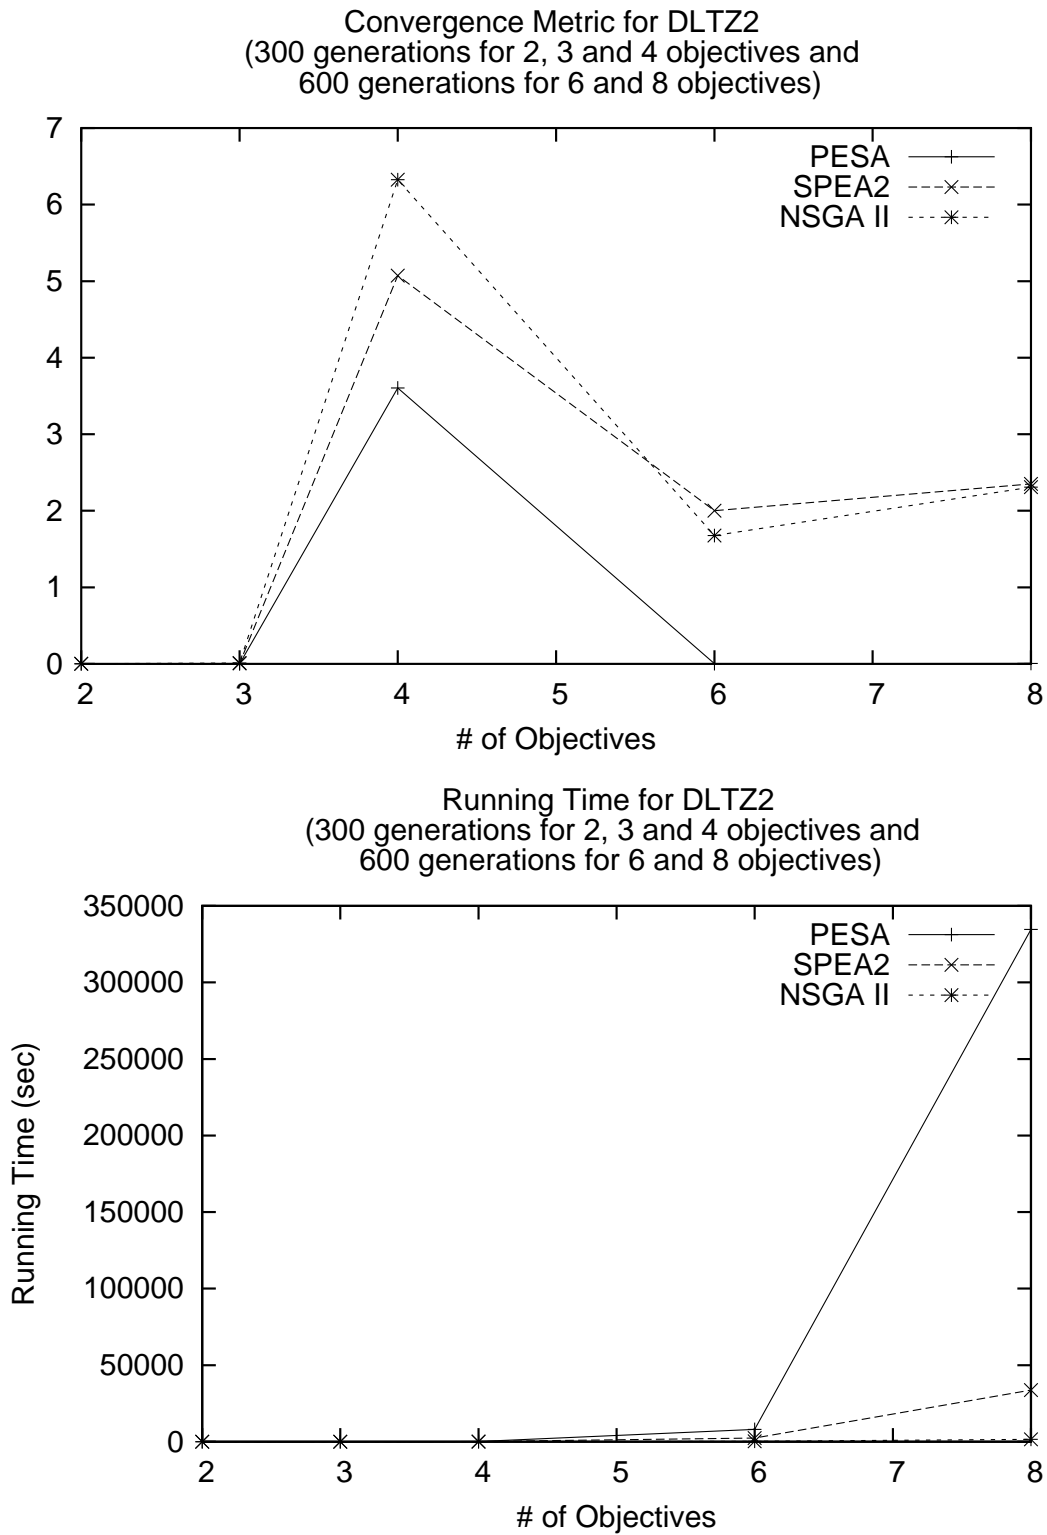 Convergence Metric for DLTZ2
(300 generations for 2, 3 and 4 objectives and
600 generations for 6 and 8 objectives)
7
6
5
4
3
2
1
0
PESA
SPEA2
NSGA II
2 3 4 5 6 7 8
# of Objectives
Running Time for DLTZ2
(300 generations for 2, 3 and 4 objectives and
600 generations for 6 and 8 objectives)
350000
300000
250000
200000
150000
100000
50000
0
Running Time (sec)
PESA
SPEA2
NSGA II
2 3 4 5 6 7 8
# of Objectives